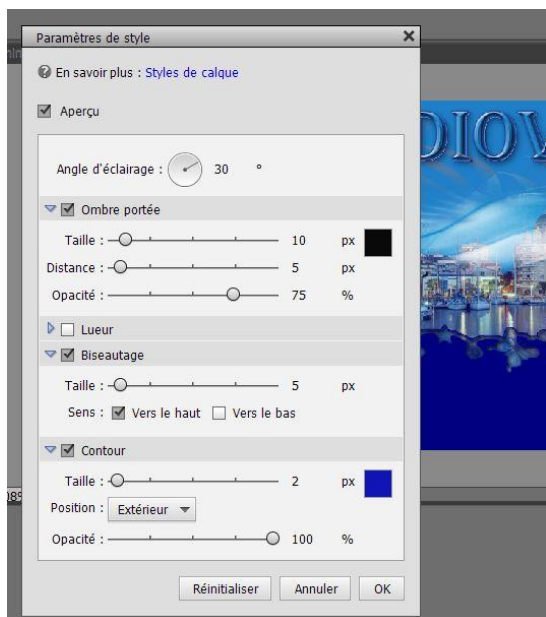 Paramètres de style
En savoir plus : Styles de calque
Aperçu
Angle d'éclairage : 30 °
Ombre portée
Taille : 10 px
Distance : 5 px
Opacité : 75 %
Lueur
Biseautage
Taille : 5 px
Sens : Vers le haut Vers le bas
Contour
Taille : 2 px
Position : Extérieur
Opacité : 100 %
Réinitialiser Annuler OK